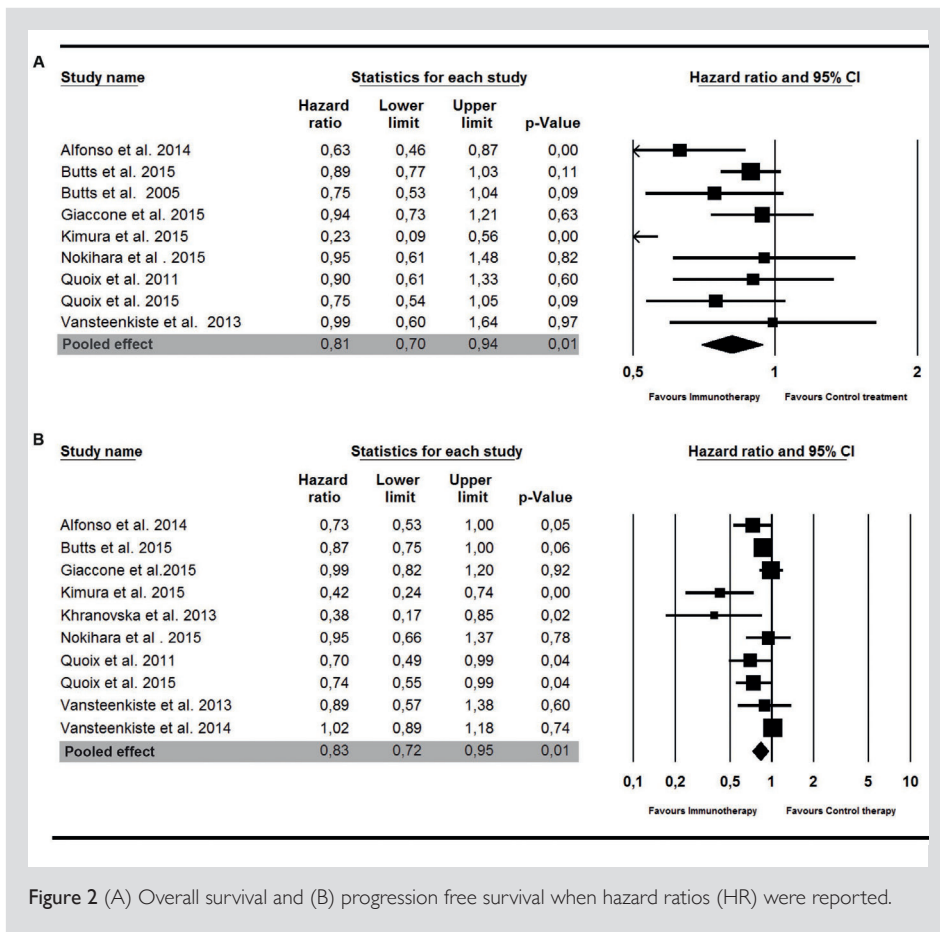 A
Study name Statistics for each study Hazard ratio and 95% CI
Hazard ratio Lower limit Upper limit p-Value
Alfonso et al. 2014 0,63 0,46 0,87 0,00
Butts et al. 2015 0,89 0,77 1,03 0,11
Butts et al. 2005 0,75 0,53 1,04 0,09
Giaccone et al. 2015 0,94 0,73 1,21 0,63
Kimura et al. 2015 0,23 0,09 0,56 0,00
Nokihara et al . 2015 0,95 0,61 1,48 0,82
Quoix et al. 2011 0,90 0,61 1,33 0,60
Quoix et al. 2015 0,75 0,54 1,05 0,09
Vansteenkiste et al. 2013 0,99 0,60 1,64 0,97
Pooled effect 0,81 0,70 0,94 0,01
0,5 1 2
Favours Immunotherapy Favours Control treatment
B
Study name Statistics for each study Hazard ratio and 95% CI
Hazard ratio Lower limit Upper limit p-Value
Alfonso et al. 2014 0,73 0,53 1,00 0,05
Butts et al. 2015 0,87 0,75 1,00 0,06
Giaccone et al.2015 0,99 0,82 1,20 0,92
Kimura et al. 2015 0,42 0,24 0,74 0,00
Khranovska et al. 2013 0,38 0,17 0,85 0,02
Nokihara et al . 2015 0,95 0,66 1,37 0,78
Quoix et al. 2011 0,70 0,49 0,99 0,04
Quoix et al. 2015 0,74 0,55 0,99 0,04
Vansteenkiste et al. 2013 0,89 0,57 1,38 0,60
Vansteenkiste et al. 2014 1,02 0,89 1,18 0,74
Pooled effect 0,83 0,72 0,95 0,01
0,1 0,2 0,5 1 2 5 10
Favours Immunotherapy Favours Control therapy
Figure 2 (A) Overall survival and (B) progression free survival when hazard ratios (HR) were reported.